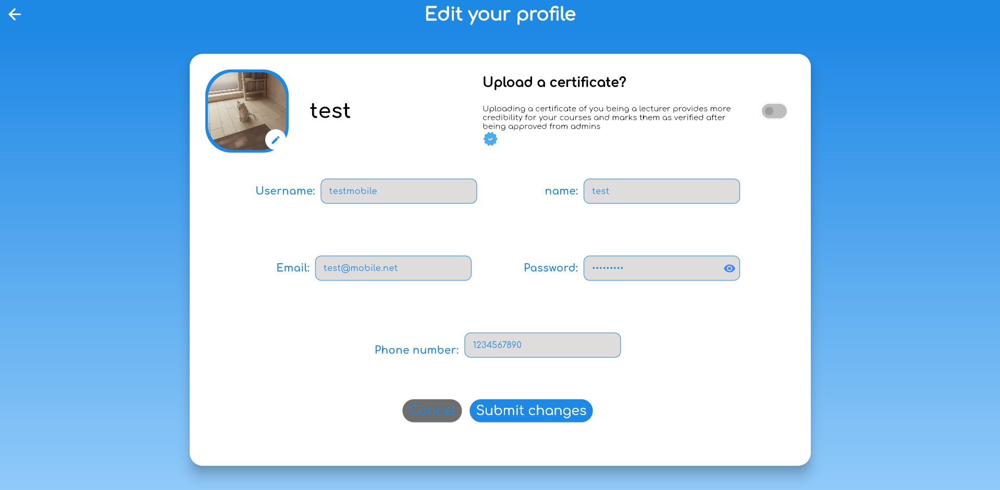 Edit your profile
test
Upload a certificate?
Uploading a certificate of you being a lecturer provides more
credibility for your courses and marks them as verified after
being approved from admins
Username: testmobile
name: test
Email: test@mobile.net
Password: •••••••••
Phone number: 1234567890
Cancel
Submit changes